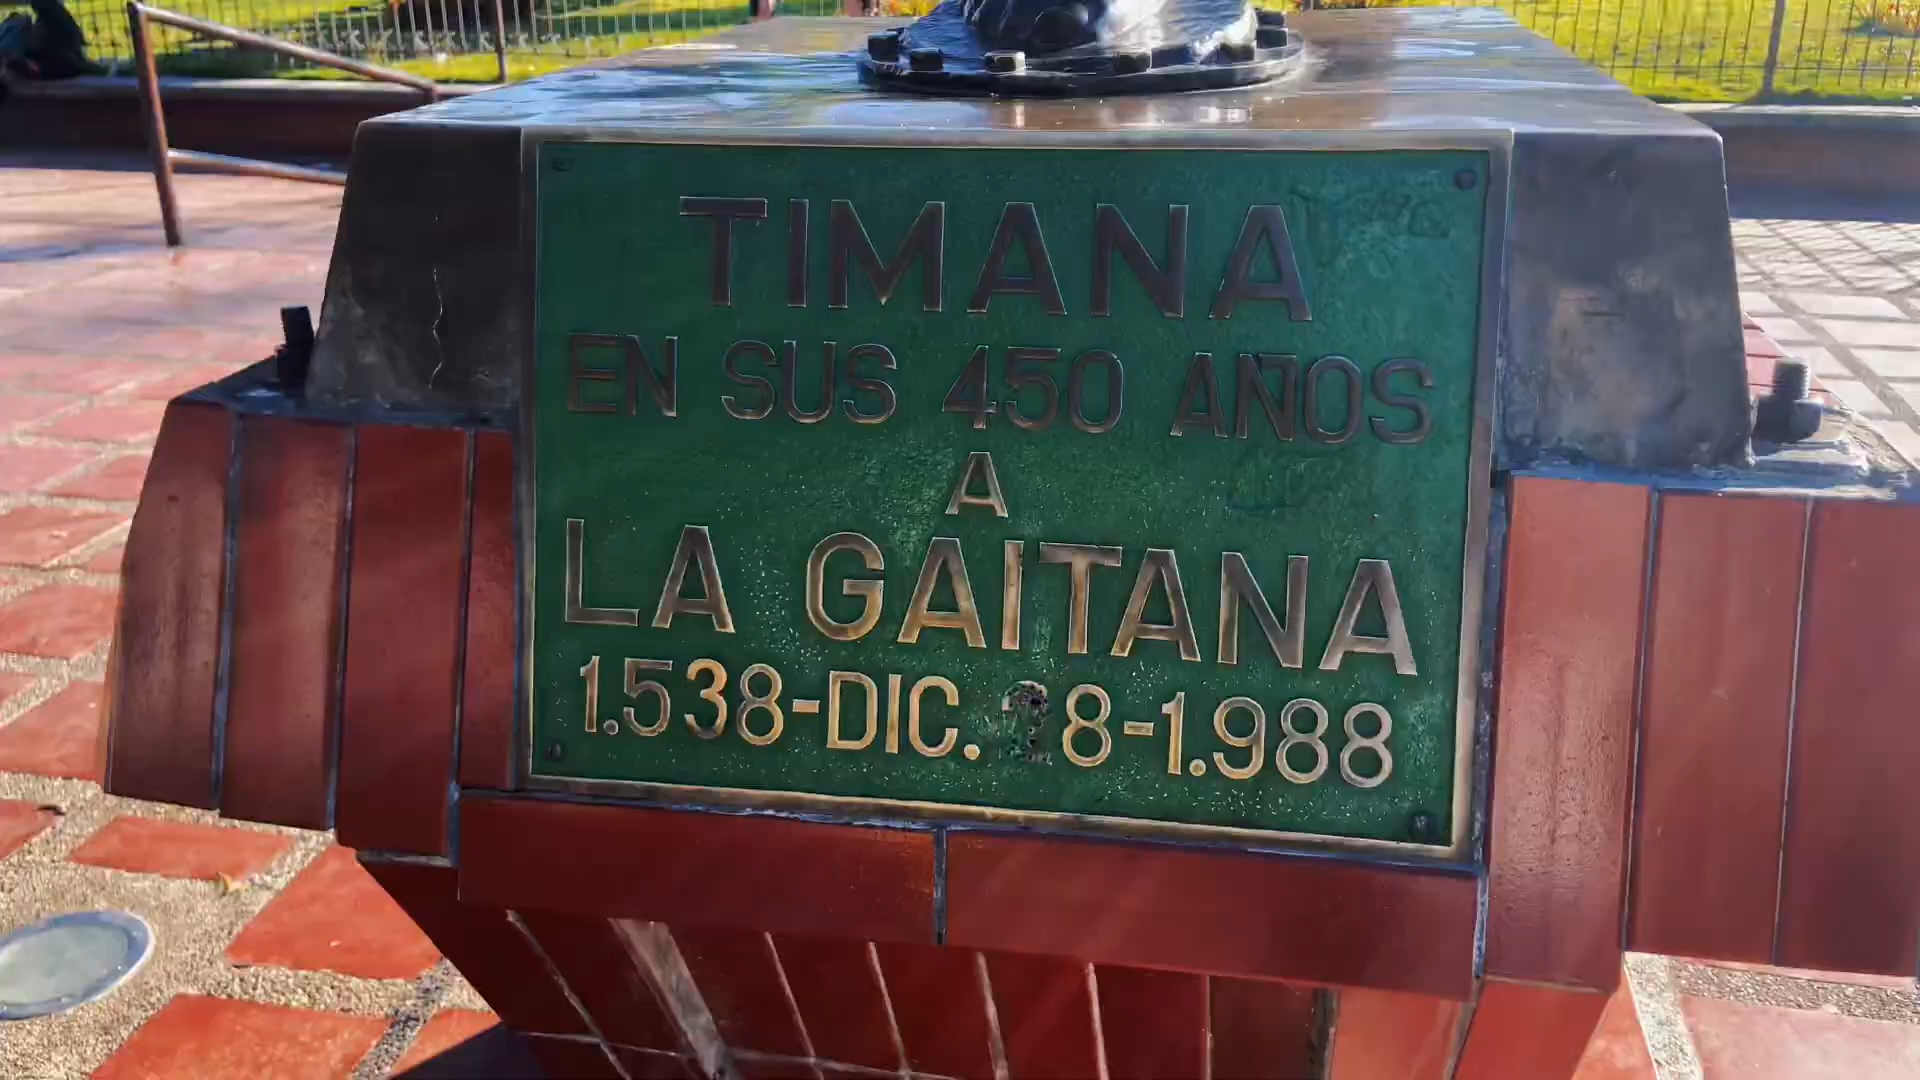 TIMANA
EN SUS 450 AÑOS
A
LA GAITANA
1.538-DIC. 8-1.988